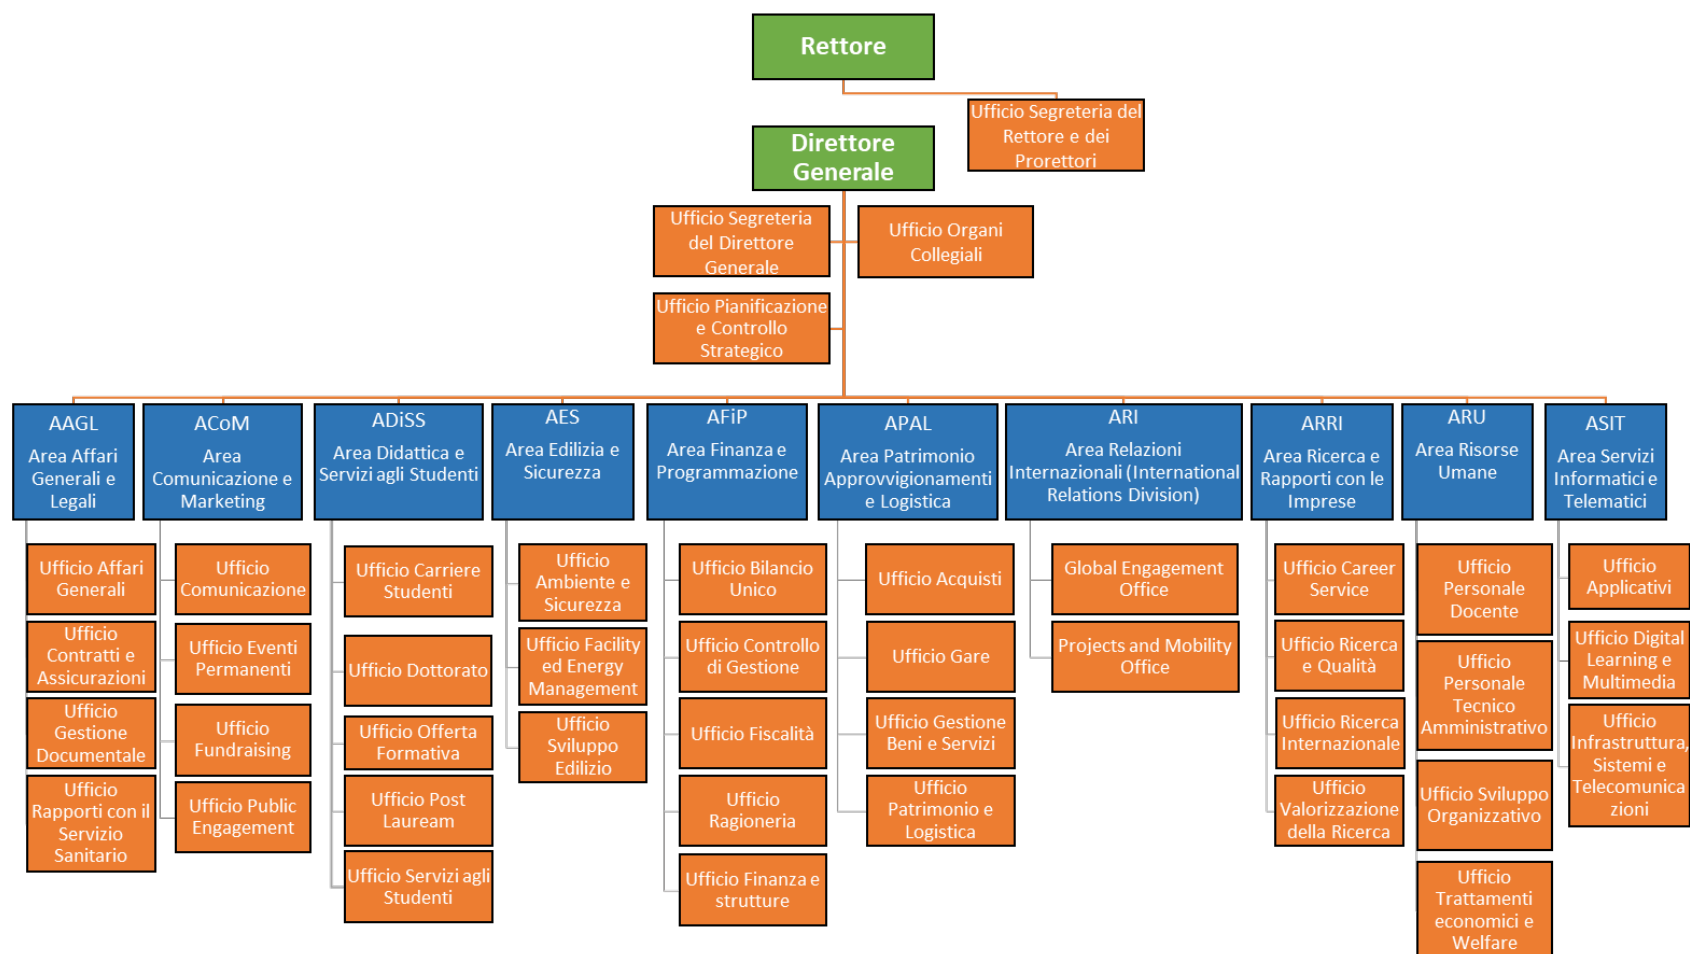 Rettore
Ufficio Segreteria del
Rettore e dei
Prorettori
Direttore
Generale
Ufficio Segreteria
del Direttore
Generale
Ufficio Organi
Collegiali
Ufficio Pianificazione
e Controllo
Strategico
AAGL
Area Affari
Generali e
Legali
ACoM
Area
Comunicazione e
Marketing
ADiSS
Area Didattica e
Servizi agli Studenti
AES
Area Edilizia e
Sicurezza
AFiP
Area Finanza e
Programmazione
APAL
Area Patrimonio
Approvvigionamenti
e Logistica
ARI
Area Relazioni
Internazionali (International
Relations Division)
ARRI
Area Ricerca e
Rapporti con le
Imprese
ARU
Area Risorse
Umane
ASIT
Area Servizi
Informatici e
Telematici
Ufficio Affari
Generali
Ufficio
Contratti e
Assicurazioni
Ufficio
Gestione
Documentale
Ufficio
Rapporti con il
Servizio
Sanitario
Ufficio
Comunicazione
Ufficio Eventi
Permanenti
Ufficio
Fundraising
Ufficio Public
Engagement
Ufficio Carriere
Studenti
Ufficio Dottorato
Ufficio Offerta
Formativa
Ufficio Post
Lauream
Ufficio Servizi agli
Studenti
Ufficio
Ambiente e
Sicurezza
Ufficio Facility
ed Energy
Management
Ufficio
Sviluppo
Edilizio
Ufficio Bilancio
Unico
Ufficio Controllo
di Gestione
Ufficio Fiscalità
Ufficio
Ragioneria
Ufficio Finanza e
strutture
Ufficio Acquisti
Ufficio Gare
Ufficio Gestione
Beni e Servizi
Ufficio
Patrimonio e
Logistica
Global Engagement
Office
Projects and Mobility
Office
Ufficio Career
Service
Ufficio Ricerca
e Qualità
Ufficio Ricerca
Internazionale
Ufficio
Valorizzazione
della Ricerca
Ufficio
Personale
Docente
Ufficio
Personale
Tecnico
Amministrativo
Ufficio Sviluppo
Organizzativo
Ufficio
Trattamenti
economici e
Welfare
Ufficio
Applicativi
Ufficio Digital
Learning e
Multimedia
Ufficio
Infrastruttura,
Sistemi e
Telecomunica
zioni